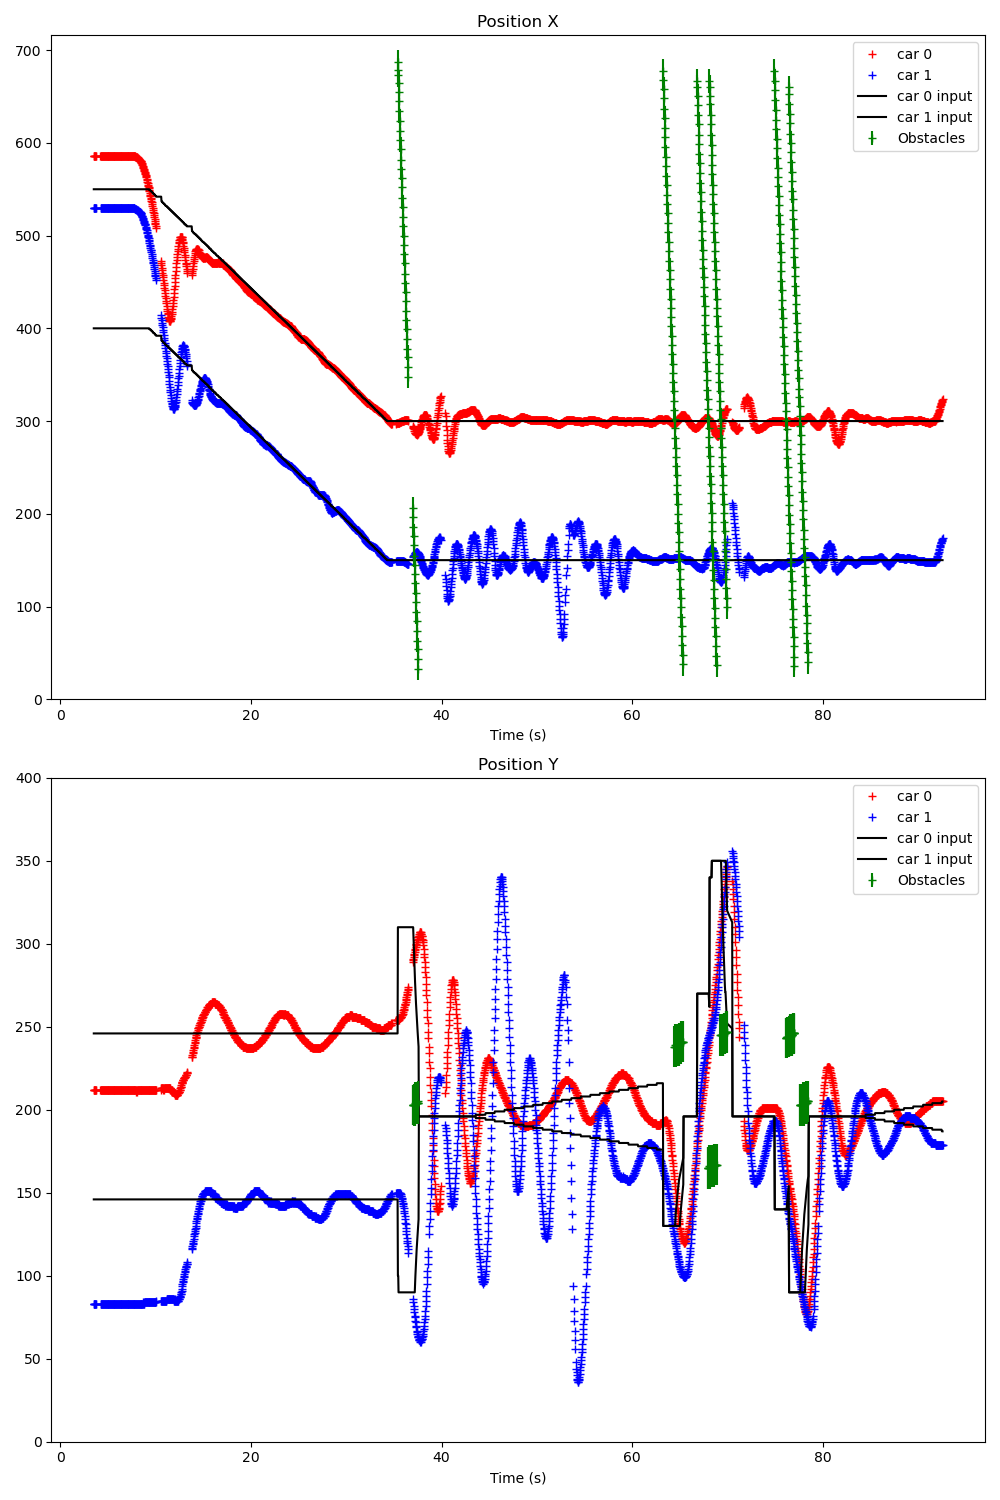 Position X
700
600
500
400
300
200
100
0
car 0
car 1
car 0 input
car 1 input
Obstacles
0 20 40 60 80
Time (s)
Position Y
400
350
300
250
200
150
100
50
0
car 0
car 1
car 0 input
car 1 input
Obstacles
0 20 40 60 80
Time (s)